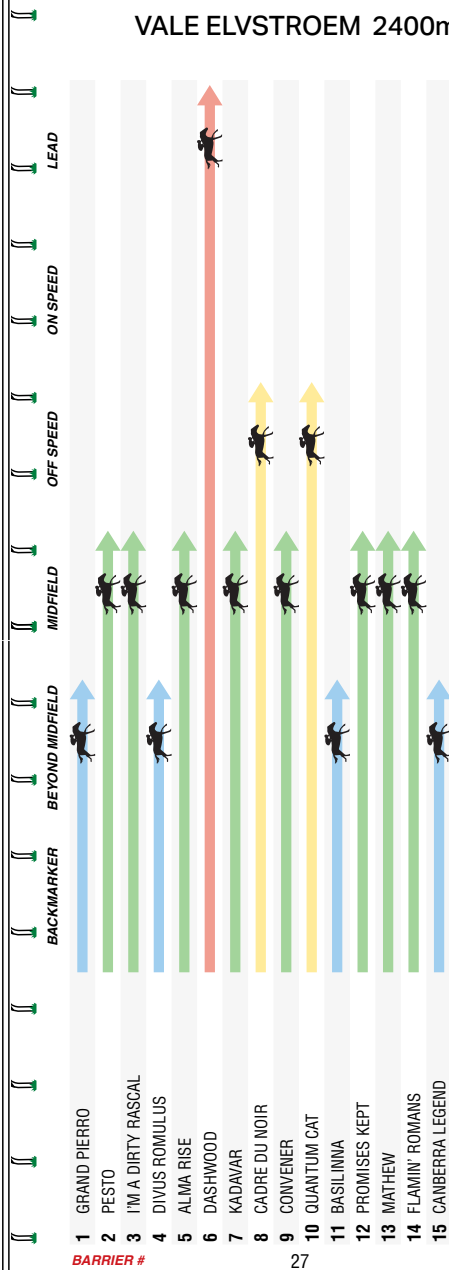 VALE ELVSTROEM 2400m
LEAD
ON SPEED
OFF SPEED
MIDFIELD
BEYOND MIDFIELD
BACKMARKER
1 GRAND PIERRO
2 PESTO
3 I'M A DIRTY RASCAL
4 DIVUS ROMULUS
5 ALMA RISE
6 DASHWOOD
7 KADAVAR
8 CADRE DU NOIR
9 CONVENER
10 QUANTUM CAT
11 BASILINNA
12 PROMISES KEPT
13 MATHEW
14 FLAMIN' ROMANS
15 CANBERRA LEGEND
BARRIER #
27